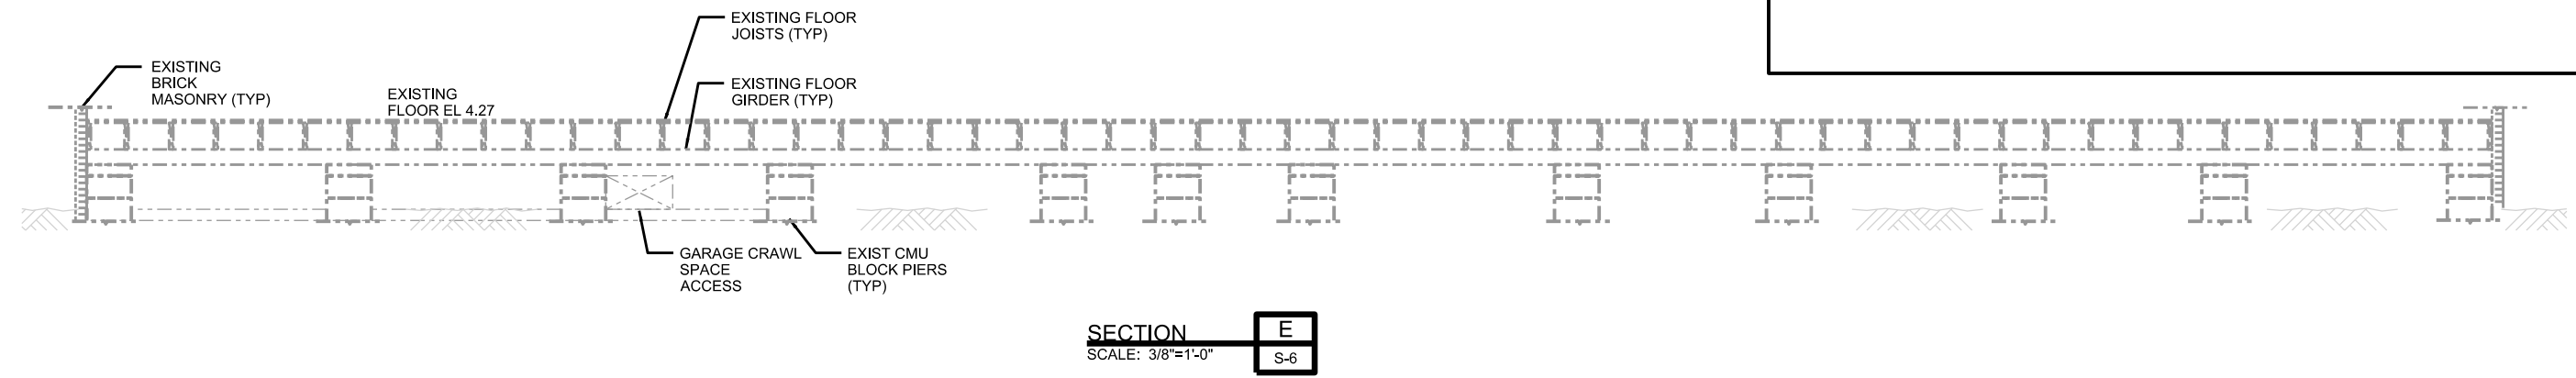 EXISTING FLOOR
JOISTS (TYP)
EXISTING
BRICK
MASONRY (TYP)
EXISTING
FLOOR EL 4.27
EXISTING FLOOR
GIRDER (TYP)
GARAGE CRAWL
SPACE
ACCESS
EXIST CMU
BLOCK PIERS
(TYP)
SECTION
SCALE: 3/8"=1'-0"
E
S-6